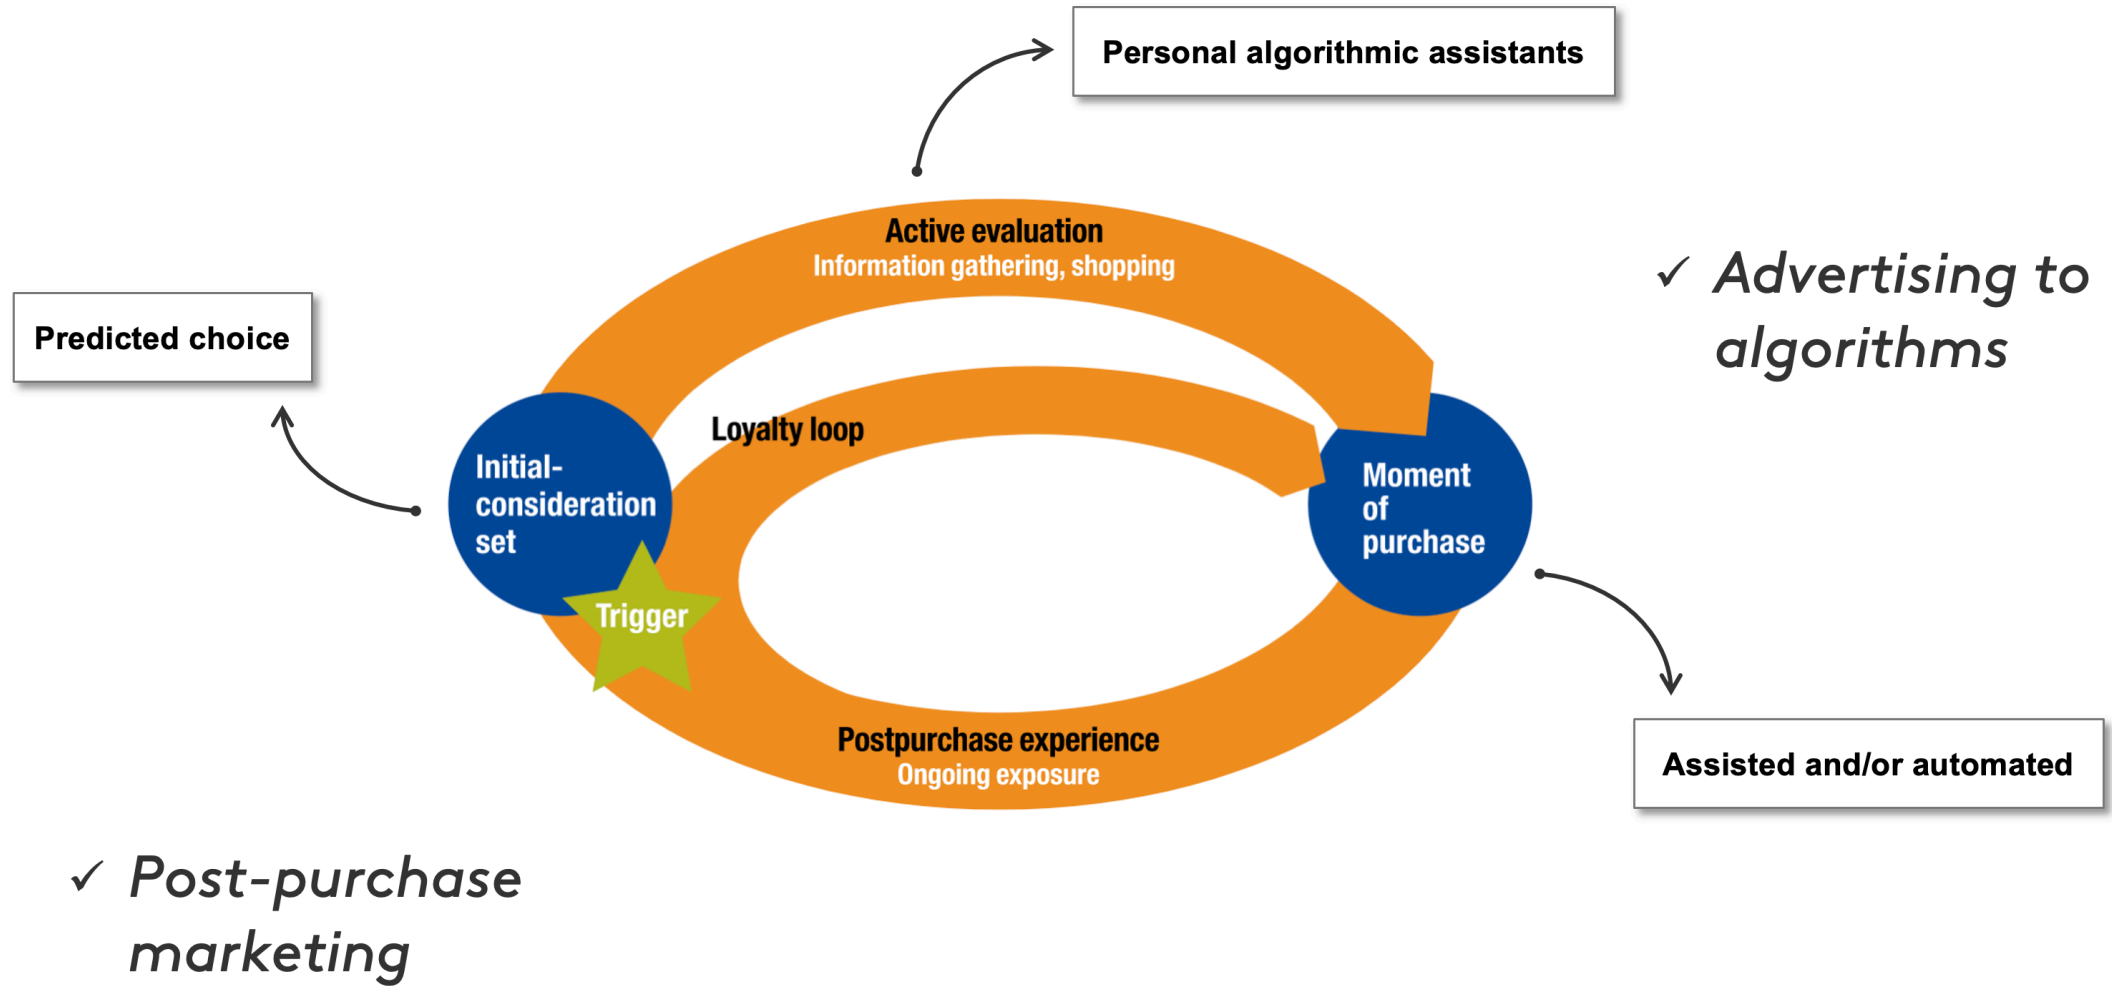 Personal algorithmic assistants
Active evaluation
Information gathering, shopping
✓ Advertising to
algorithms
Predicted choice
Loyalty loop
Initial-
consideration
set
Moment
of
purchase
Trigger
Postpurchase experience
Ongoing exposure
Assisted and/or automated
✓ Post-purchase
marketing